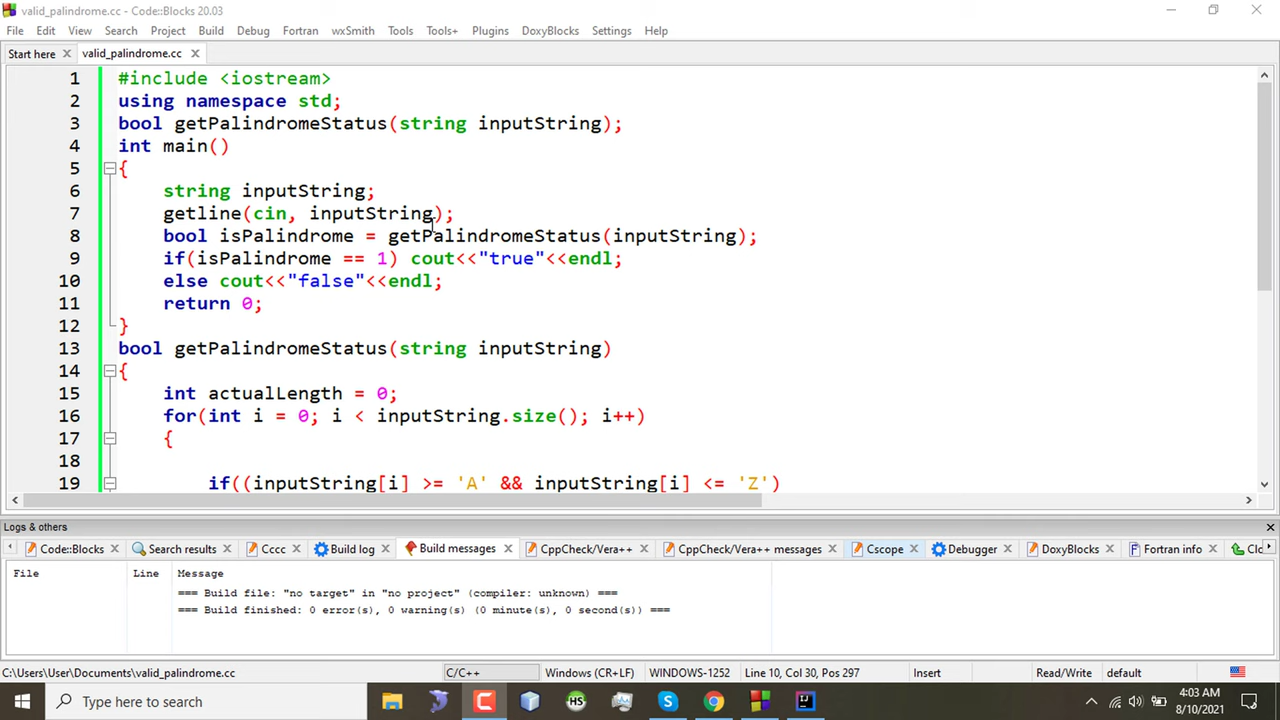 valid_palindrome.cc - Code::Blocks 20.03
File Edit View Search Project Build Debug Fortran wxSmith Tools Tools+ Plugins DoxyBlocks Settings Help
Start here valid_palindrome.cc
1 #include <iostream>
2 using namespace std;
3 bool getPalindromeStatus(string inputString);
4 int main()
5 {
6 string inputString;
7 getline(cin, inputString);
8 bool isPalindrome = getPalindromeStatus(inputString);
9 if(isPalindrome == 1) cout<<"true"<<endl;
10 else cout<<"false"<<endl;
11 return 0;
12 }
13 bool getPalindromeStatus(string inputString)
14 {
15 int actualLength = 0;
16 for(int i = 0; i < inputString.size(); i++)
17 {
18
19 if((inputString[i] >= 'A' && inputString[i] <= 'Z')
Logs & others
Code::Blocks Search results Cccc Build log Build messages CppCheck/Vera++ CppCheck/Vera++ messages Cscope Debugger DoxyBlocks Fortran info Clo
File Line Message
=== Build file: "no target" in "no project" (compiler: unknown) ===
=== Build finished: 0 error(s), 0 warning(s) (0 minute(s), 0 second(s)) ===
C:\Users\User\Documents\valid_palindrome.cc C/C++ Windows (CR+LF) WINDOWS-1252 Line 10, Col 30, Pos 297 Insert Read/Write default
Type here to search HS 4:03 AM
8/10/2021